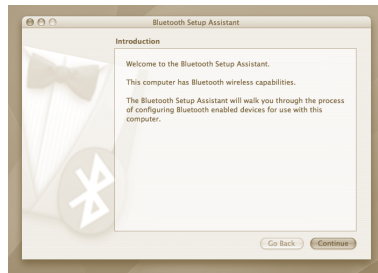 Bluetooth Setup Assistant
Introduction
Welcome to the Bluetooth Setup Assistant.
This computer has Bluetooth wireless capabilities.
The Bluetooth Setup Assistant will walk you through the process
of configuring Bluetooth enabled devices for use with this
computer.
Go Back
Continue